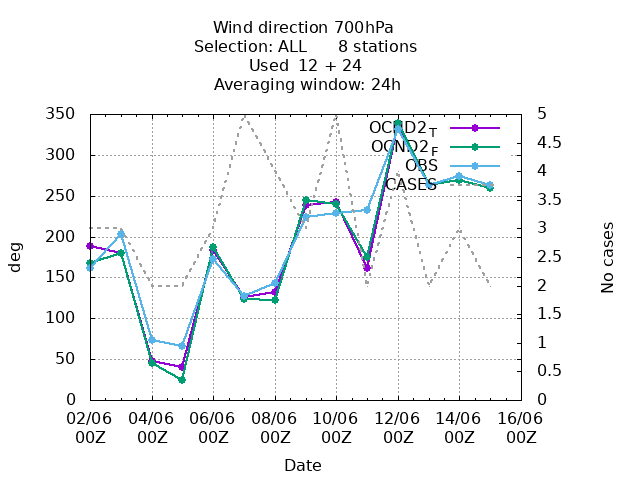 Wind direction 700hPa
Selection: ALL 8 stations
Used 12 + 24
Averaging window: 24h
OCND2T
OCND2F
OBS
CASES
350
300
250
200
150
100
50
0
deg
5
4.5
4
3.5
3
2.5
2
1.5
1
0.5
0
No cases
02/06 04/06 06/06 08/06 10/06 12/06 14/06 16/06
00Z 00Z 00Z 00Z 00Z 00Z 00Z 00Z
Date